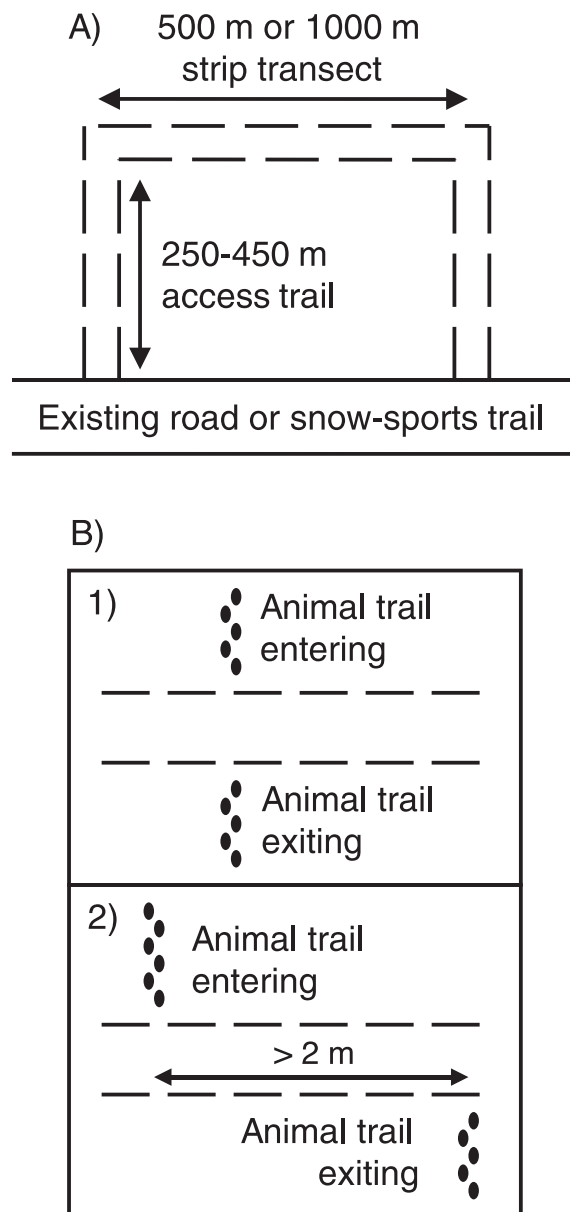 A)
500 m or 1000 m
strip transect
250-450 m
access trail
Existing road or snow-sports trail
B)
1)
Animal trail
entering
Animal trail
exiting
2)
Animal trail
entering
> 2 m
Animal trail
exiting